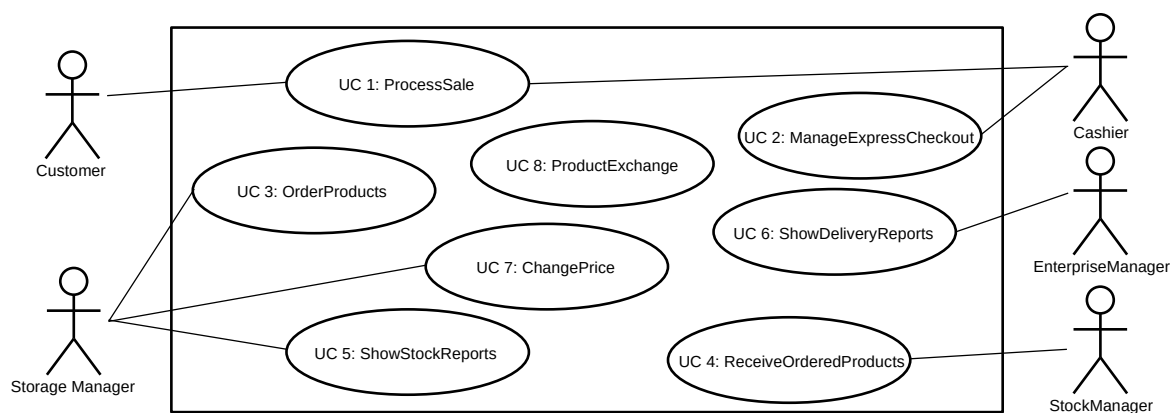 UC 1: ProcessSale
Cashier
UC 2: ManageExpressCheckout
Customer
UC 8: ProductExchange
UC 3: OrderProducts
UC 6: ShowDeliveryReports
EnterpriseManager
UC 7: ChangePrice
UC 5: ShowStockReports
UC 4: ReceiveOrderedProducts
Storage Manager
StockManager